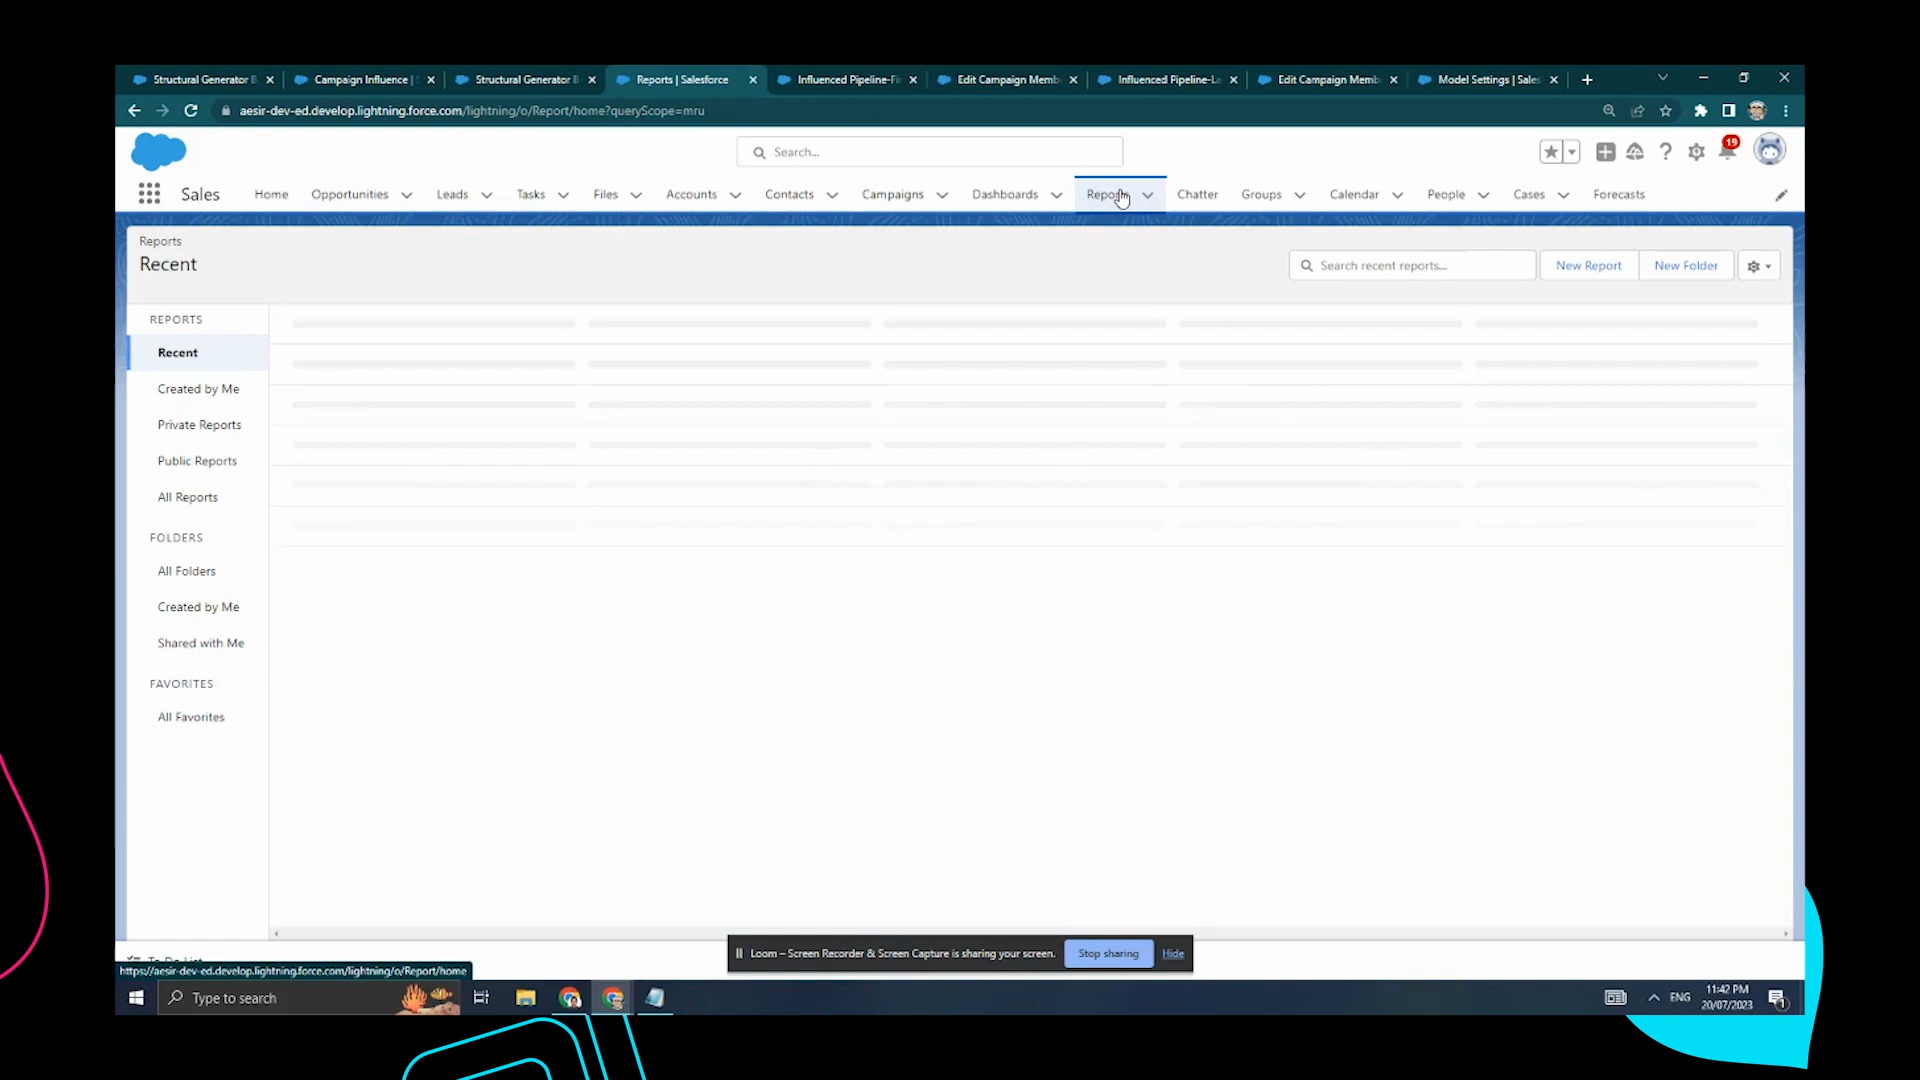 Structural Generator B
Campaign Influence |
Structural Generator B
Reports | Salesforce
Influenced Pipeline-Fi
Edit Campaign Memb
Influenced Pipeline-La
Edit Campaign Memb
Model Settings | Sales
aesir-dev-ed.develop.lightning.force.com/lightning/o/Report/home?queryScope=mru
Search...
19
Sales
Home
Opportunities
Leads
Tasks
Files
Accounts
Contacts
Campaigns
Dashboards
Reports
Chatter
Groups
Calendar
People
Cases
Forecasts
Reports
Recent
Search recent reports...
New Report
New Folder
REPORTS
Recent
Created by Me
Private Reports
Public Reports
All Reports
FOLDERS
All Folders
Created by Me
Shared with Me
FAVORITES
All Favorites
To Do List
Loom – Screen Recorder & Screen Capture is sharing your screen.
Stop sharing
Hide
https://aesir-dev-ed.develop.lightning.force.com/lightning/o/Report/home
Type to search
ENG
11:42 PM
20/07/2023
1